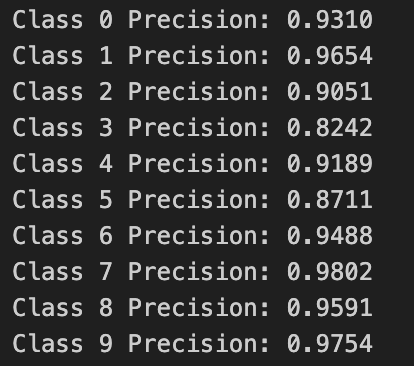 Class 0 Precision: 0.9310
Class 1 Precision: 0.9654
Class 2 Precision: 0.9051
Class 3 Precision: 0.8242
Class 4 Precision: 0.9189
Class 5 Precision: 0.8711
Class 6 Precision: 0.9488
Class 7 Precision: 0.9802
Class 8 Precision: 0.9591
Class 9 Precision: 0.9754